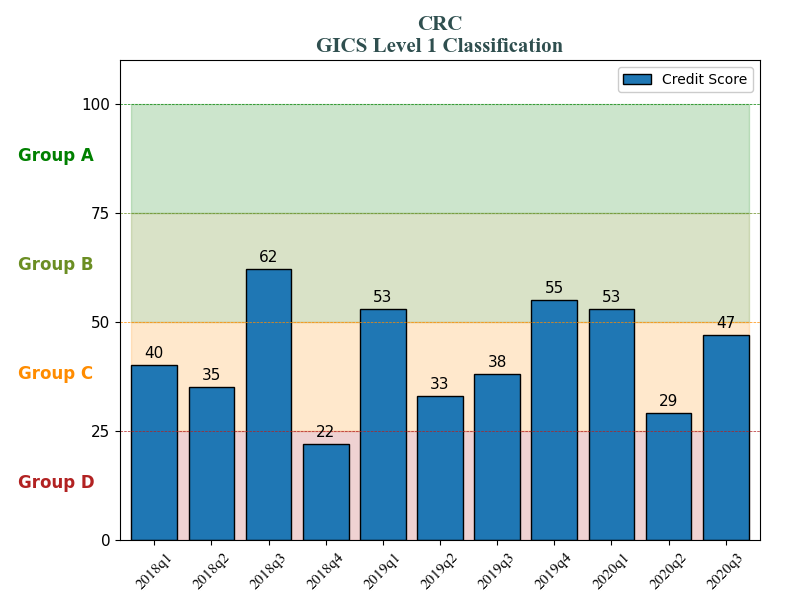 CRC
GICS Level 1 Classification
Credit Score
100
Group A
75
Group B
62
53
55
53
50
47
40
35
33
38
Group C
29
25
22
Group D
0
2018q1 2018q2 2018q3 2018q4 2019q1 2019q2 2019q3 2019q4 2020q1 2020q2 2020q3